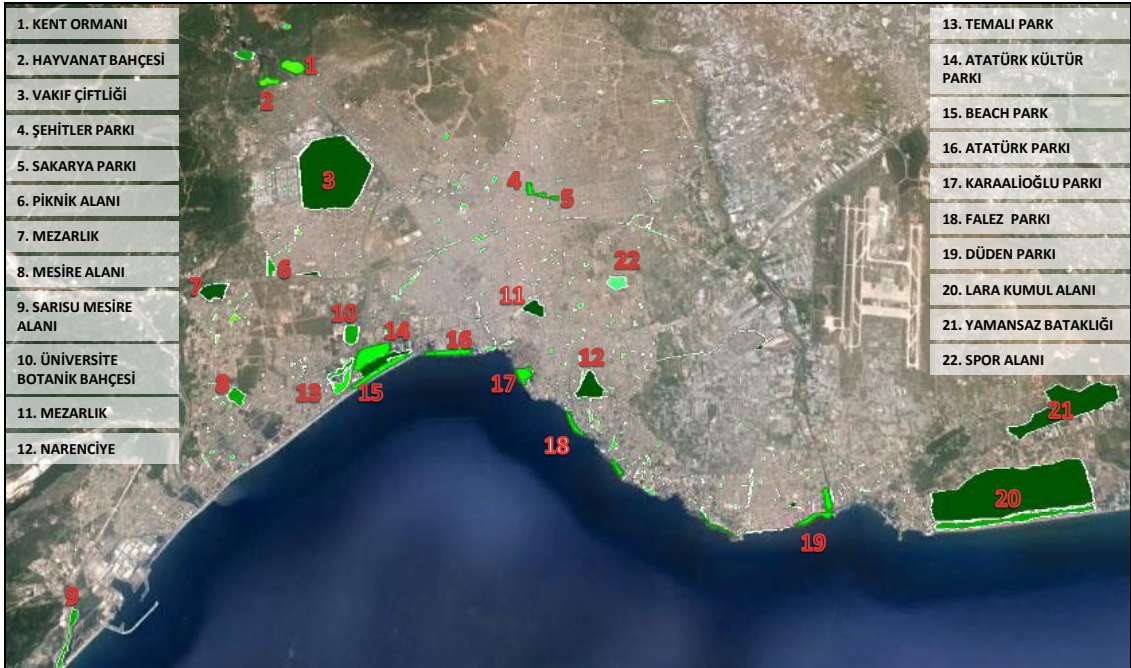 1. KENT ORMANI
2. HAYVANAT BAHÇESİ
3. VAKIF ÇİFTLİĞİ
4. ŞEHİTLER PARKI
5. SAKARYA PARKI
6. PİKNİK ALANI
7. MEZARLIK
8. MESİRE ALANI
9. SARISU MESİRE
ALANI
10. ÜNİVERSİTE
BOTANİK BAHÇESİ
11. MEZARLIK
12. NARENCİYE
13. TEMALI PARK
14. ATATÜRK KÜLTÜR
PARKI
15. BEACH PARK
16. ATATÜRK PARKI
17. KARAALİOĞLU PARKI
18. FALEZ  PARKI
19. DÜDEN PARKI
20. LARA KUMUL ALANI
21. YAMANSAZ BATAKLIĞI
22. SPOR ALANI
1
2
3
4
5
6
22
7
11
10
14
16
12
13
15
17
8
21
18
20
19
9